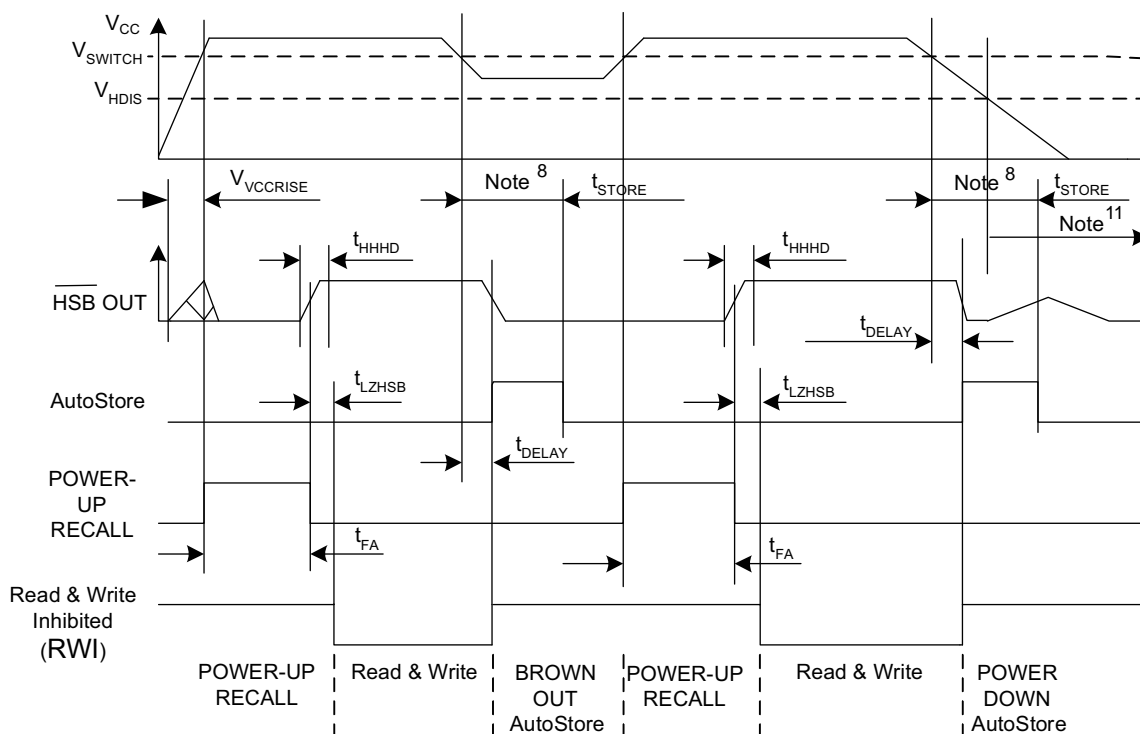 VCC
VSWITCH
VHDIS
VVCCRISE
Note 8
tSTORE
Note 8
tSTORE
Note 11
tHHHD
tHHHD
HSB OUT
tDELAY
tLZHSB
tLZHSB
AutoStore
tDELAY
POWER-
UP
RECALL
tFA
tFA
Read & Write
Inhibited
(RWI)
POWER-UP
RECALL
Read & Write
BROWN
OUT
AutoStore
POWER-UP
RECALL
Read & Write
POWER
DOWN
AutoStore